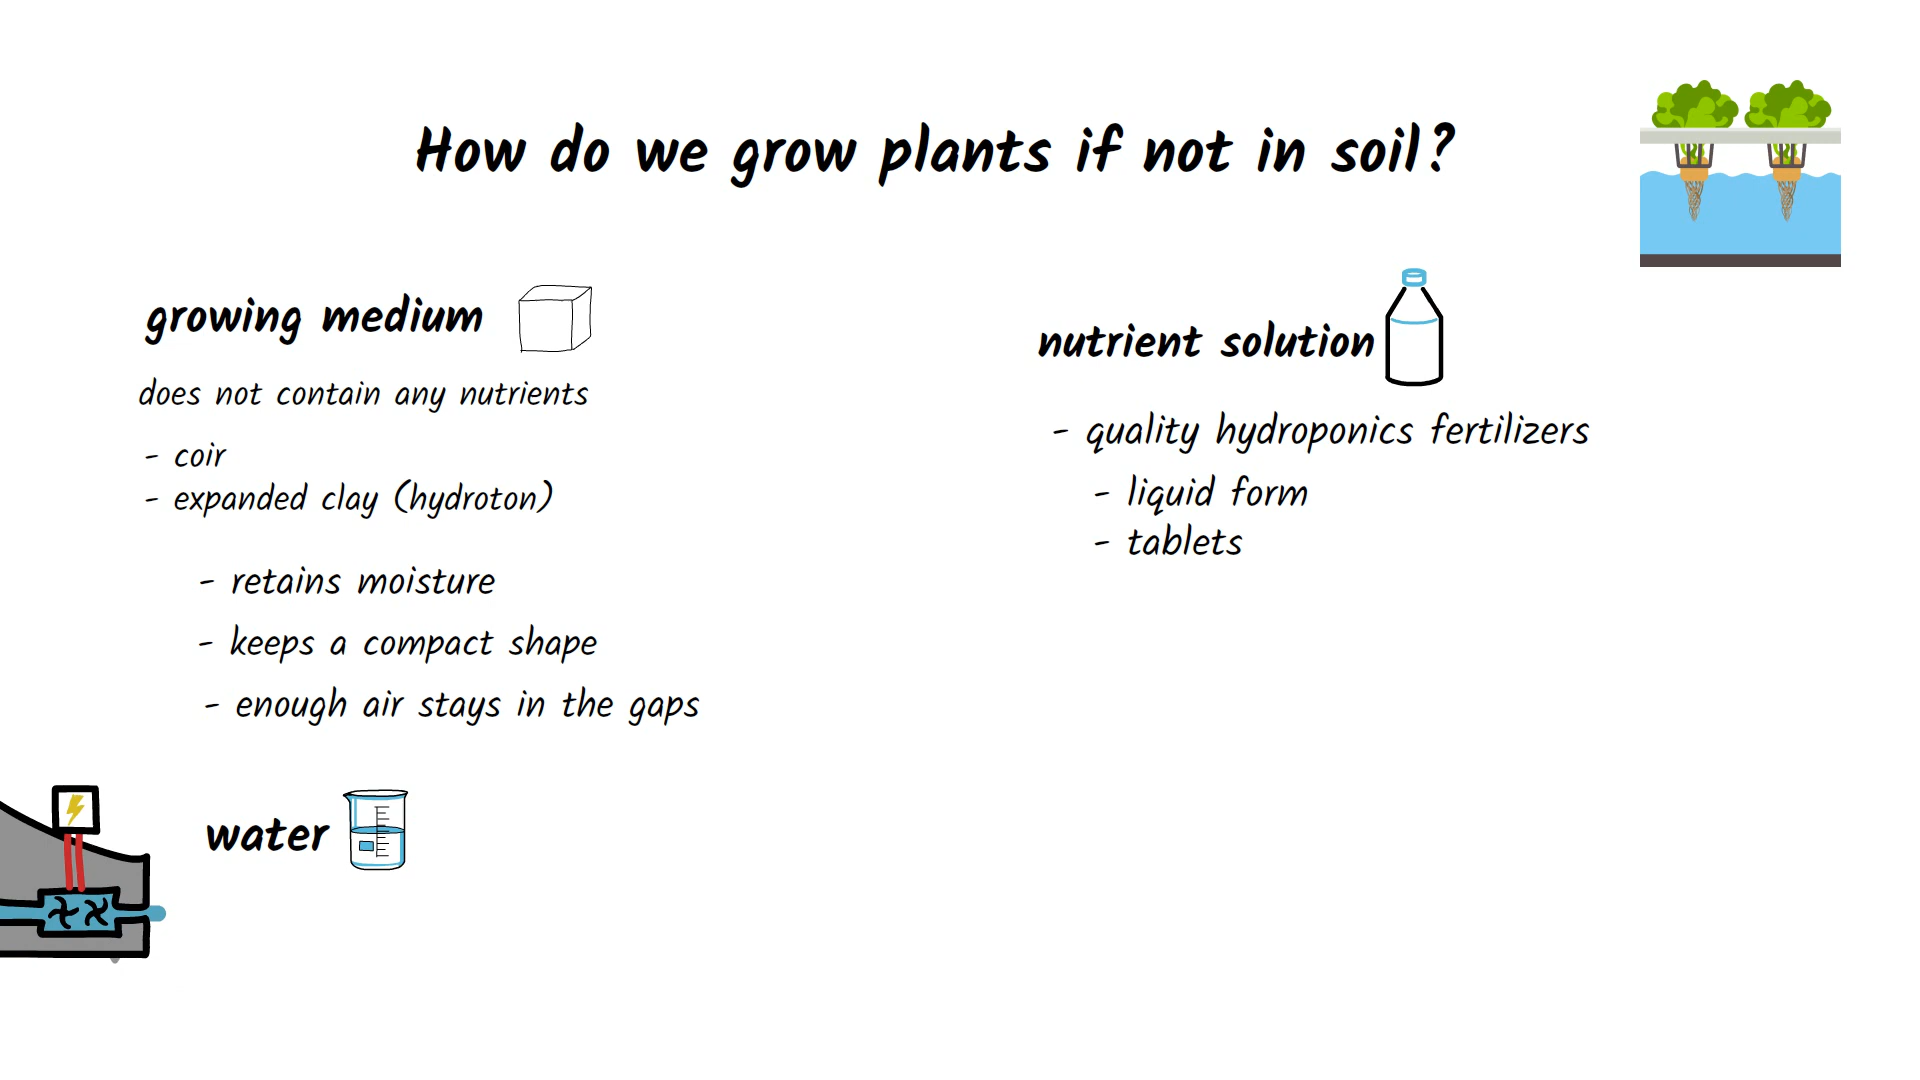 How do we grow plants if not in soil?
growing medium
does not contain any nutrients
- coir
- expanded clay (hydroton)
- retains moisture
- keeps a compact shape
- enough air stays in the gaps
water
nutrient solution
- quality hydroponics fertilizers
- liquid form
- tablets